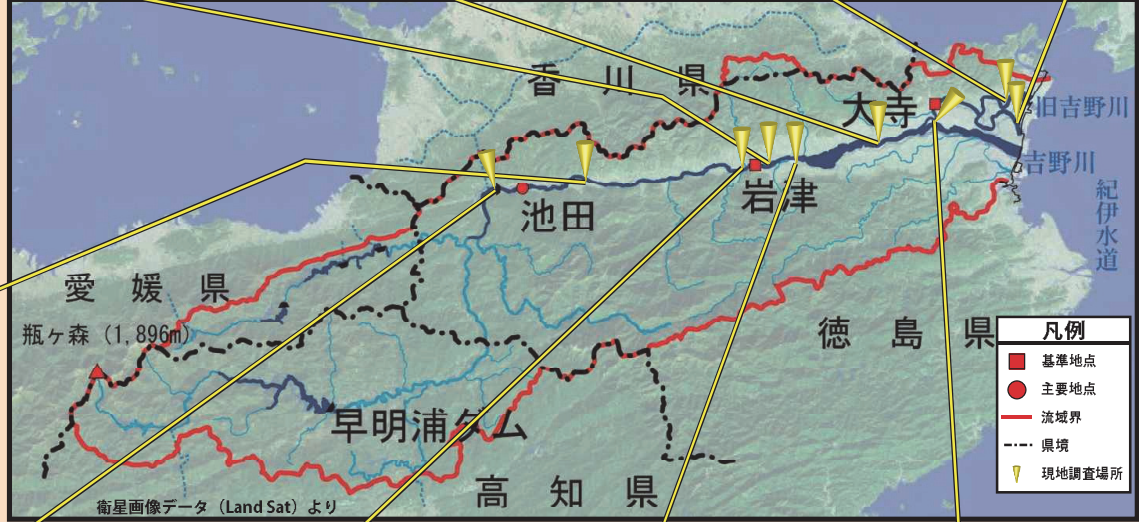 香川県
大寺
旧吉野川
吉野川
紀伊水道
岩津
池田
愛媛県
瓶ヶ森（1,896m）
徳島県
早明浦ダム
高知県
衛星画像データ（Land Sat）より
凡例
基準地点
主要地点
流域界
県境
現地調査場所